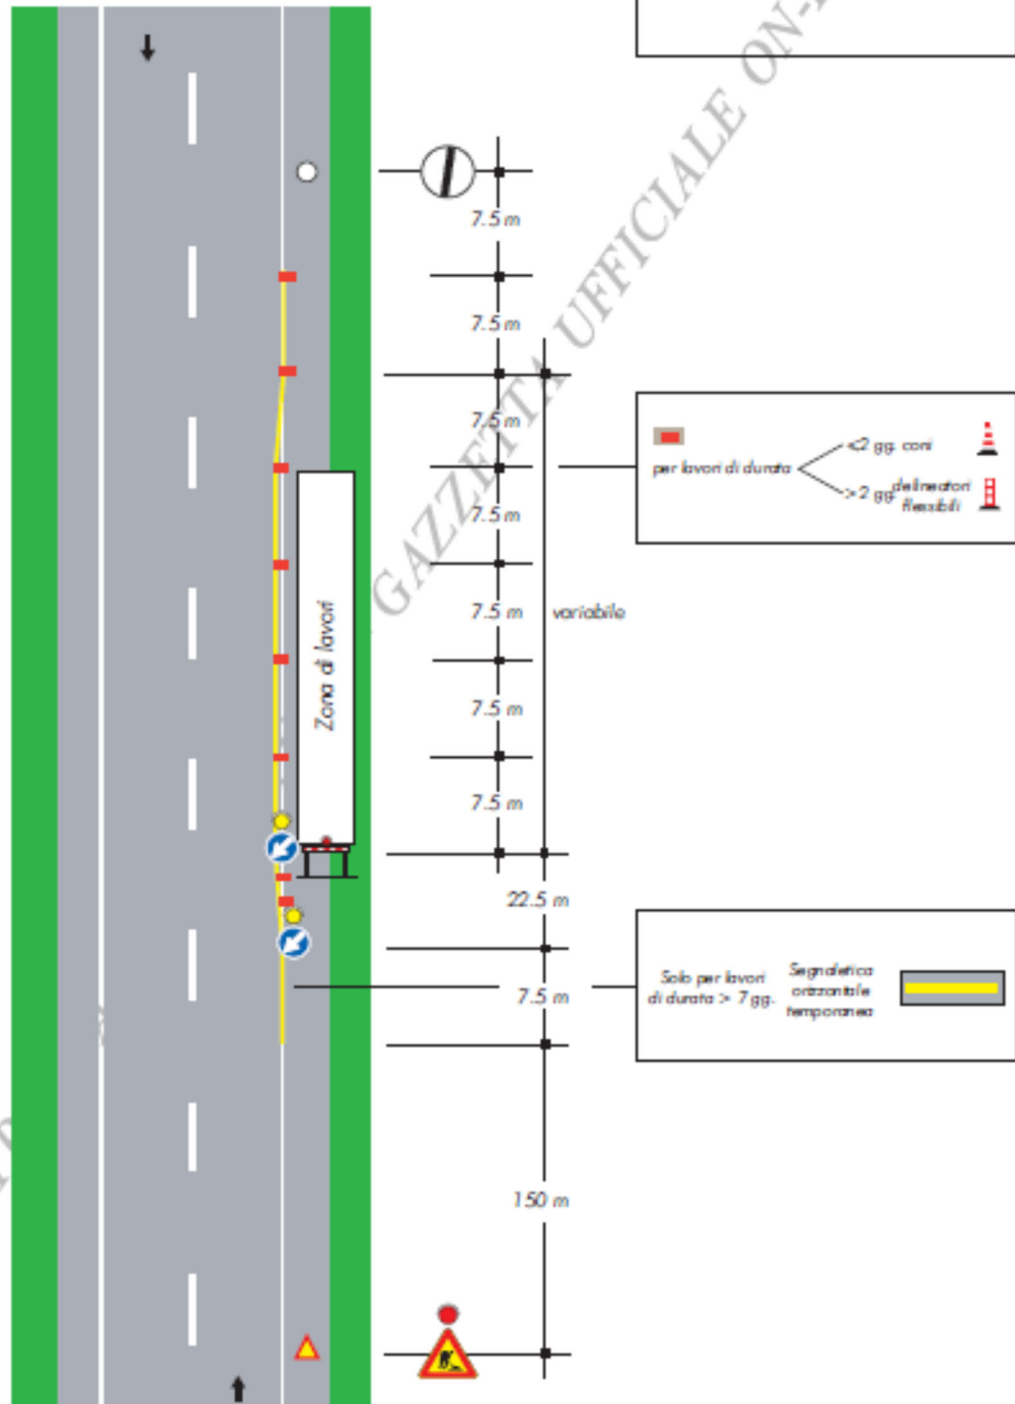 GAZZETTA UFFICIALE ON-
7.5 m
7.5 m
7.5 m
7.5 m
7.5 m
variabile
7.5 m
7.5 m
22.5 m
7.5 m
150 m
Zona di lavori
per lavori di durata
<2 gg. coni
>2 gg.
delineatori
flessibili
Solo per lavori
di durata > 7 gg.
Segnaletica
orizzontale
temporanea